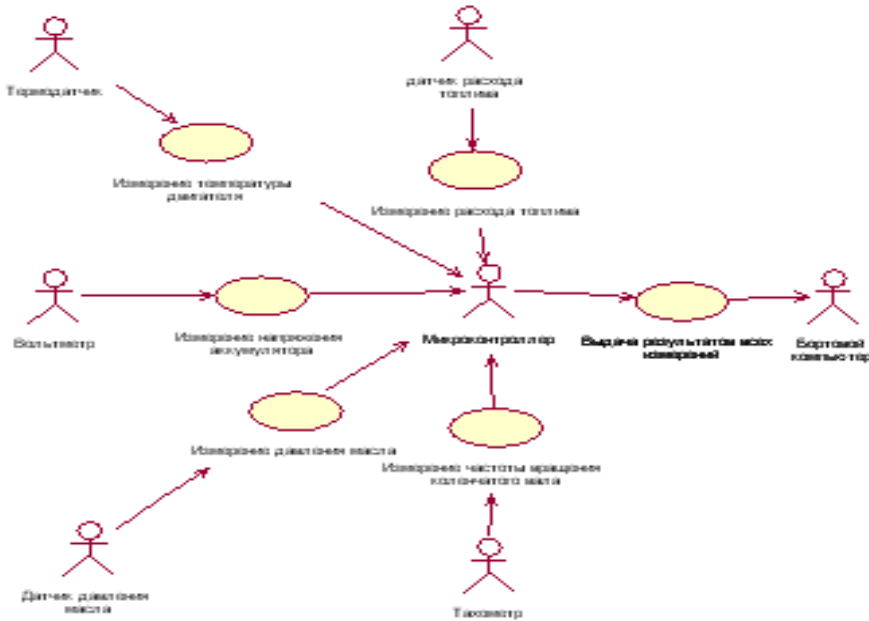 Термодатчик
датчик расхода
топлива
Измерение температуры
двигателя
Измерение расхода топлива
Вольтметр
Измерение напряжения
аккумулятора
Микроконтроллер
Выдача результатов всех
измерений
Бортовой
компьютер
Измерение давления масла
Измерение частоты вращения
коленчатого вала
Датчик давления
масла
Тахометр